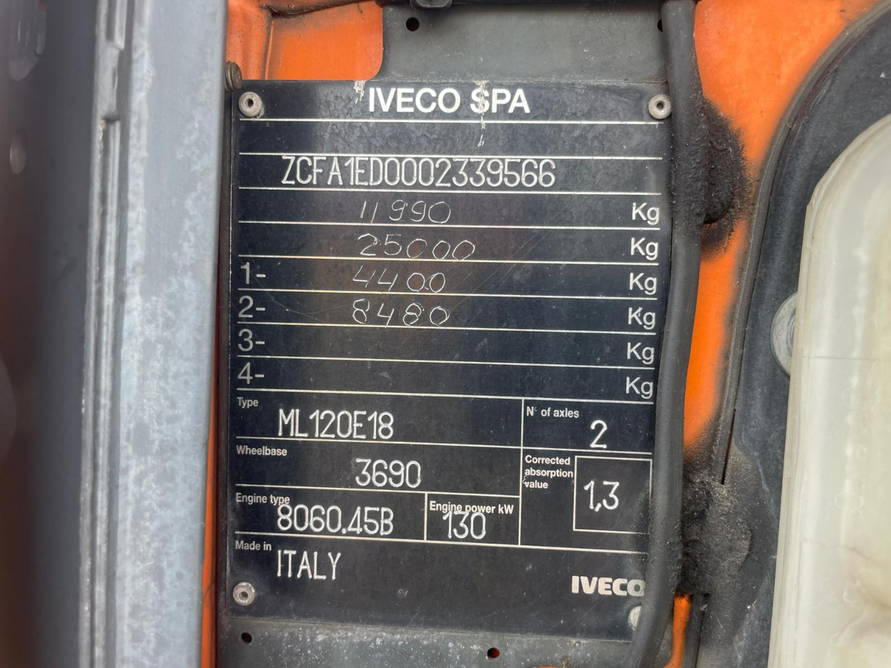 IVECO SPA
ZCFA1ED0002339566
11990 Kg
25000 Kg
1- 4400 Kg
2- 8480 Kg
3- Kg
4- Kg
Type ML120E18
N° of axles 2
Wheelbase 3690
Corrected absorption value 1,3
Engine type 8060.45B
Engine power kW 130
Made in ITALY
IVECO